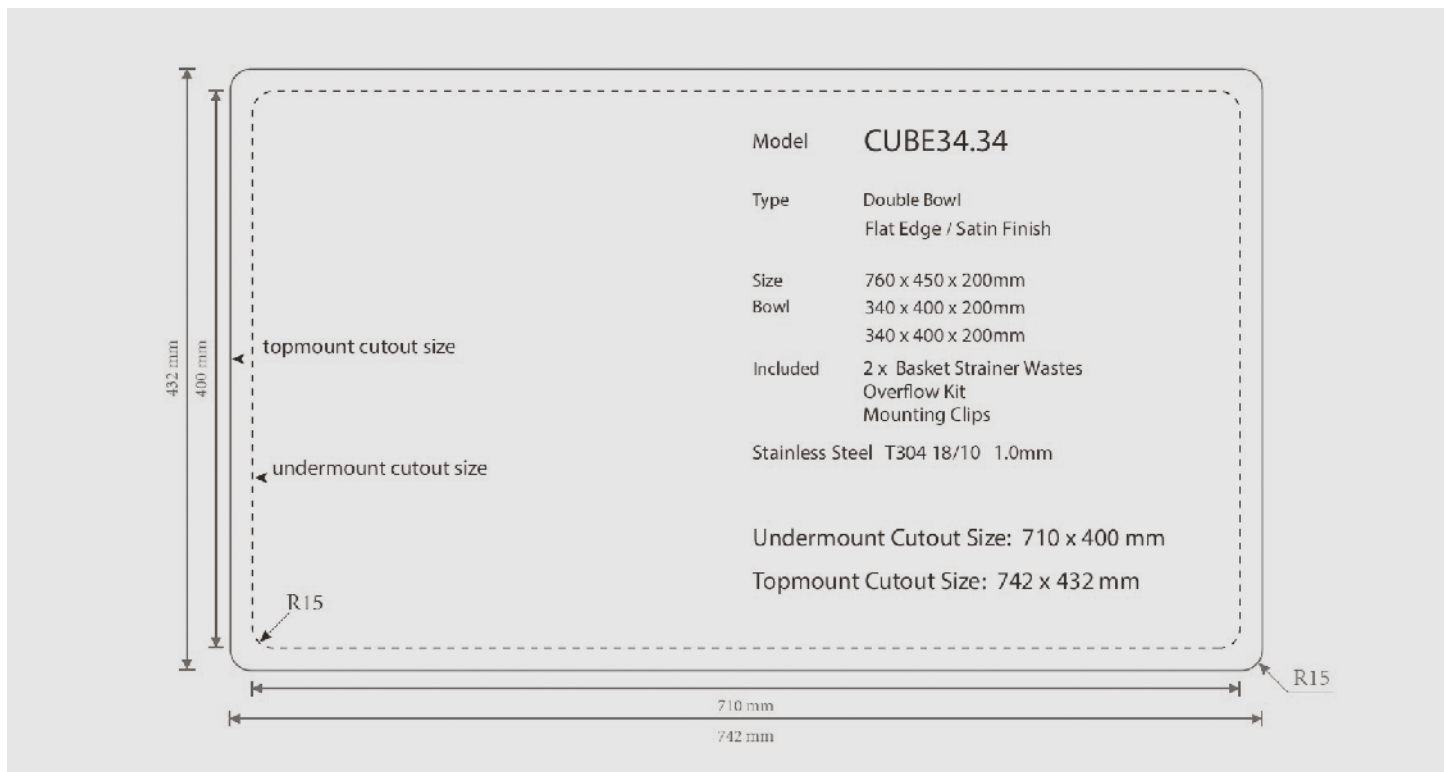 Model CUBE34.34
Type Double Bowl
Flat Edge / Satin Finish
Size 760 x 450 x 200mm
Bowl 340 x 400 x 200mm
340 x 400 x 200mm
Included 2 x Basket Strainer Wastes
Overflow Kit
Mounting Clips
Stainless Steel T304 18/10 1.0mm
Undermount Cutout Size: 710 x 400 mm
Topmount Cutout Size: 742 x 432 mm
topmount cutout size
undermount cutout size
432 mm
400 mm
R15
R15
710 mm
742 mm